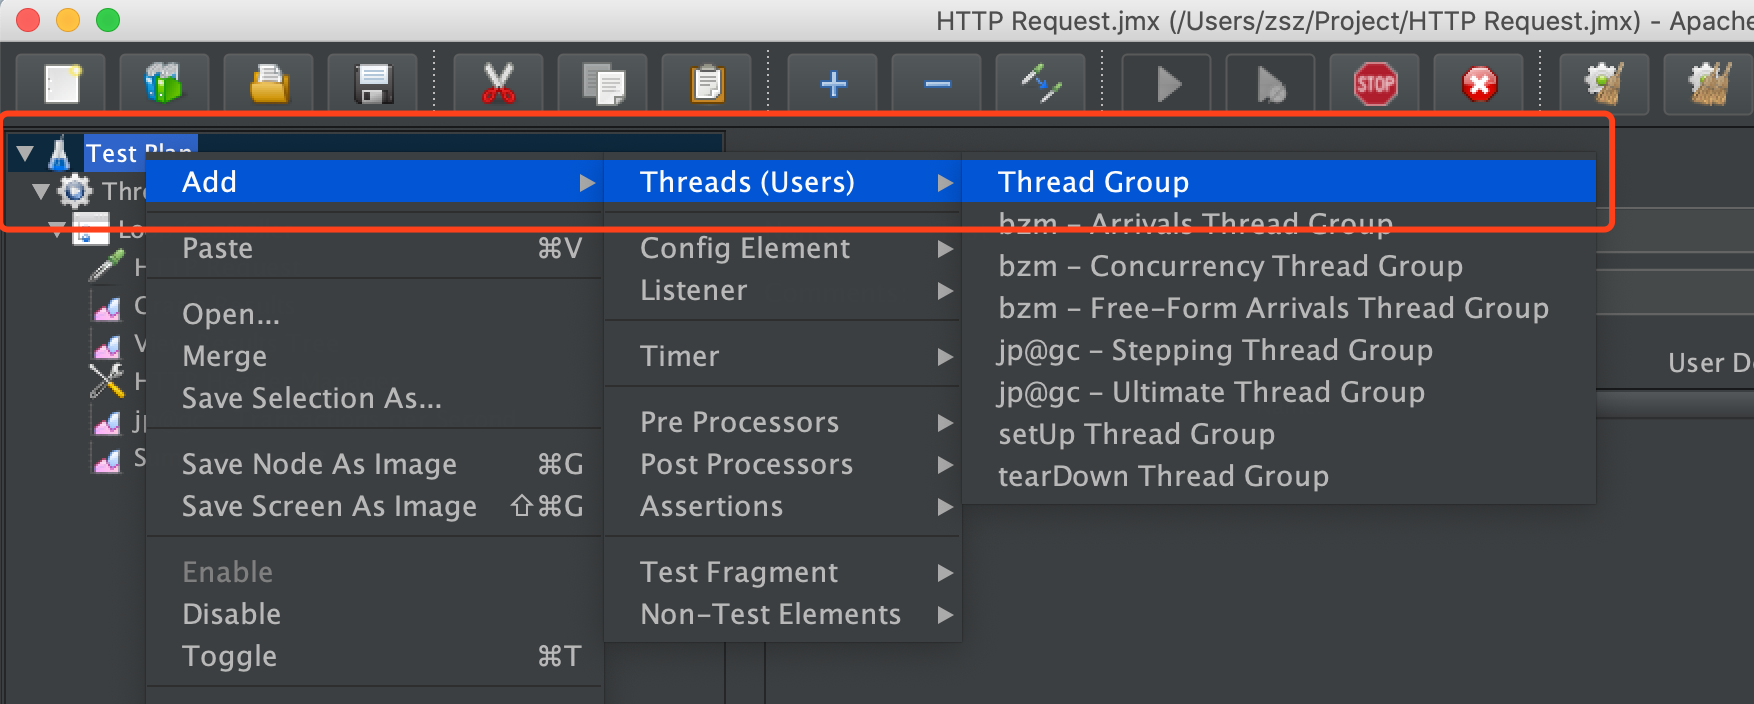 HTTP Request.jmx (/Users/zsz/Project/HTTP Request.jmx) - Apache
STOP
Test Plan
Add
Threads (Users)
Thread Group
bzm - Arrivals Thread Group
Paste ⌘V
Config Element
bzm - Concurrency Thread Group
Listener
Open...
bzm - Free-Form Arrivals Thread Group
Merge
Timer
jp@gc - Stepping Thread Group
User D
Save Selection As...
jp@gc - Ultimate Thread Group
Pre Processors
setUp Thread Group
Save Node As Image ⌘G
Post Processors
tearDown Thread Group
Save Screen As Image ⇧⌘G
Assertions
Enable
Test Fragment
Disable
Non-Test Elements
Toggle ⌘T